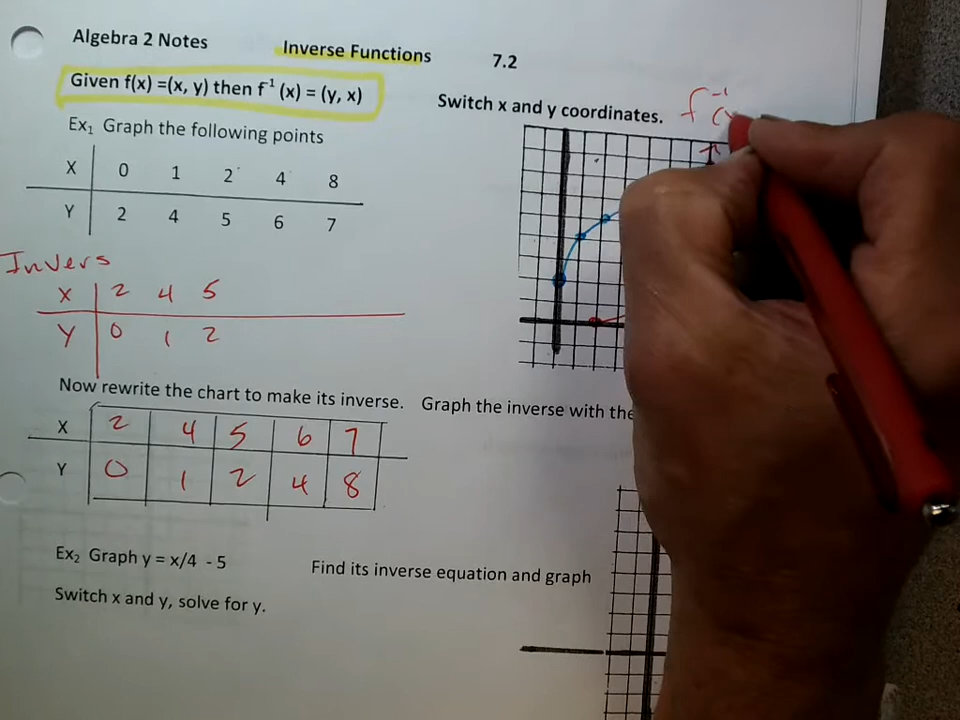 Algebra 2 Notes Inverse Functions 7.2
Given f(x) =(x, y) then f⁻¹ (x) = (y, x)
Switch x and y coordinates. f⁻¹(x
Ex₁ Graph the following points
X 0 1 2 4 8
Y 2 4 5 6 7
Invers
X 2 4 5
Y 0 1 2
Now rewrite the chart to make its inverse. Graph the inverse with the
X 2 4 5 6 7
Y 0 1 2 4 8
Ex₂ Graph y = x/4 - 5 Find its inverse equation and graph
Switch x and y, solve for y.